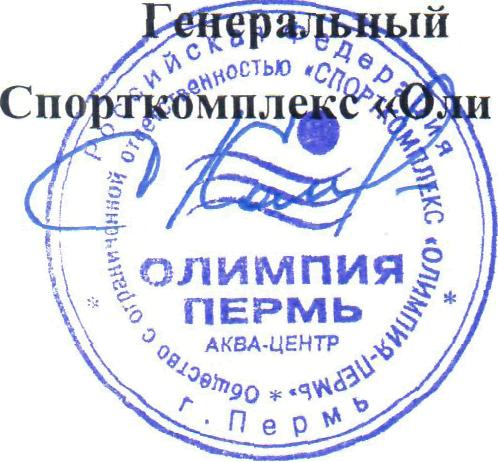 Генеральный
Спорткомплекс «Оли
Российская Федерация
г. Пермь
Общество с ограниченной ответственностью «СПОРТКОМПЛЕКС «ОЛИМПИЯ-ПЕРМЬ»
ОЛИМПИЯ
ПЕРМЬ
АКВА-ЦЕНТР